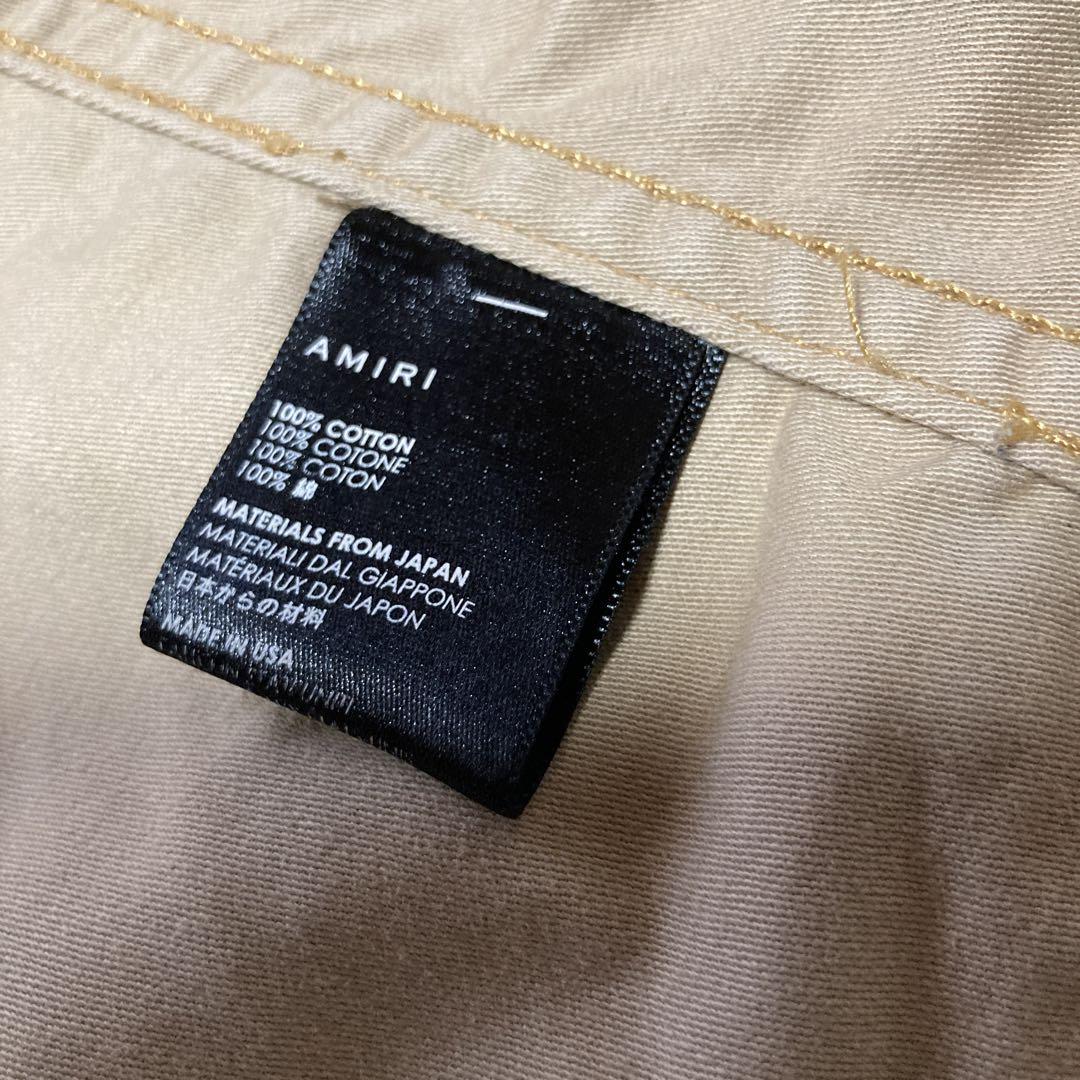 AMIRI
100% COTTON
100% COTONE
100% COTON
100% 綿
MATERIALS FROM JAPAN
MATERIALI DAL GIAPPONE
MATÉRIAUX DU JAPON
日本からの材料
MADE IN USA